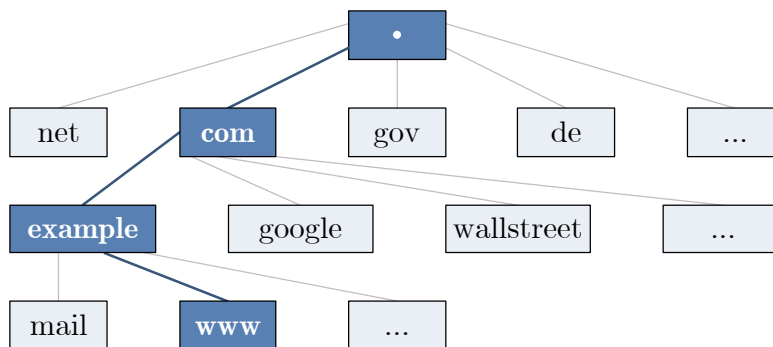 .
net com gov de ...
example google wallstreet ...
mail www ...